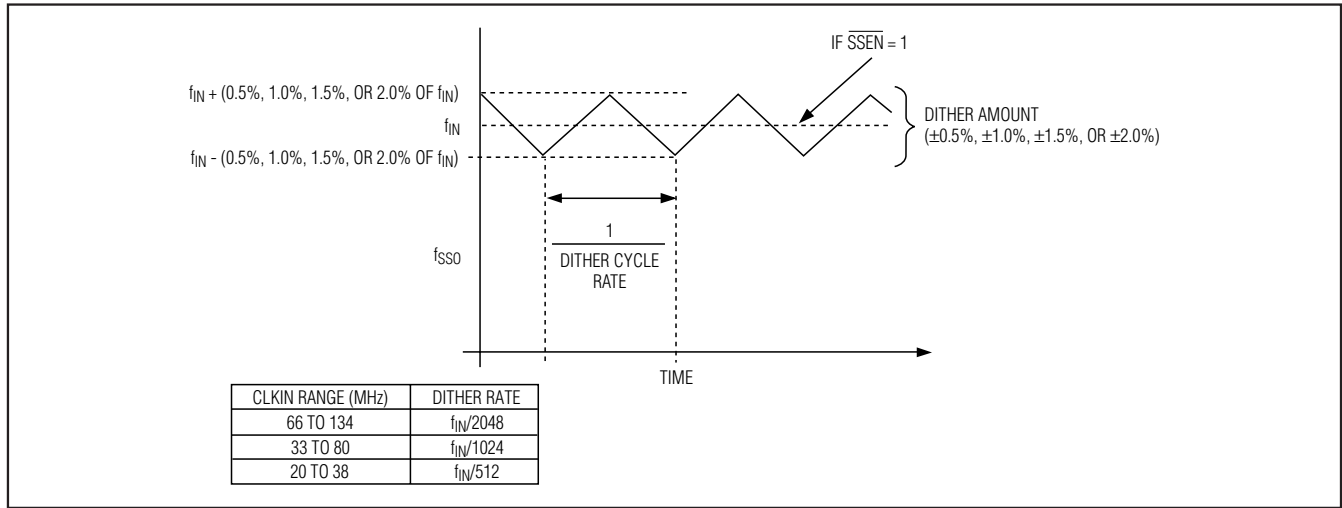 IF S̅S̅E̅N̅ = 1
fIN + (0.5%, 1.0%, 1.5%, OR 2.0% OF fIN)
fIN
fIN - (0.5%, 1.0%, 1.5%, OR 2.0% OF fIN)
DITHER AMOUNT
(±0.5%, ±1.0%, ±1.5%, OR ±2.0%)
1
DITHER CYCLE
RATE
fSSO
TIME
CLKIN RANGE (MHz) DITHER RATE
66 TO 134 fIN/2048
33 TO 80 fIN/1024
20 TO 38 fIN/512